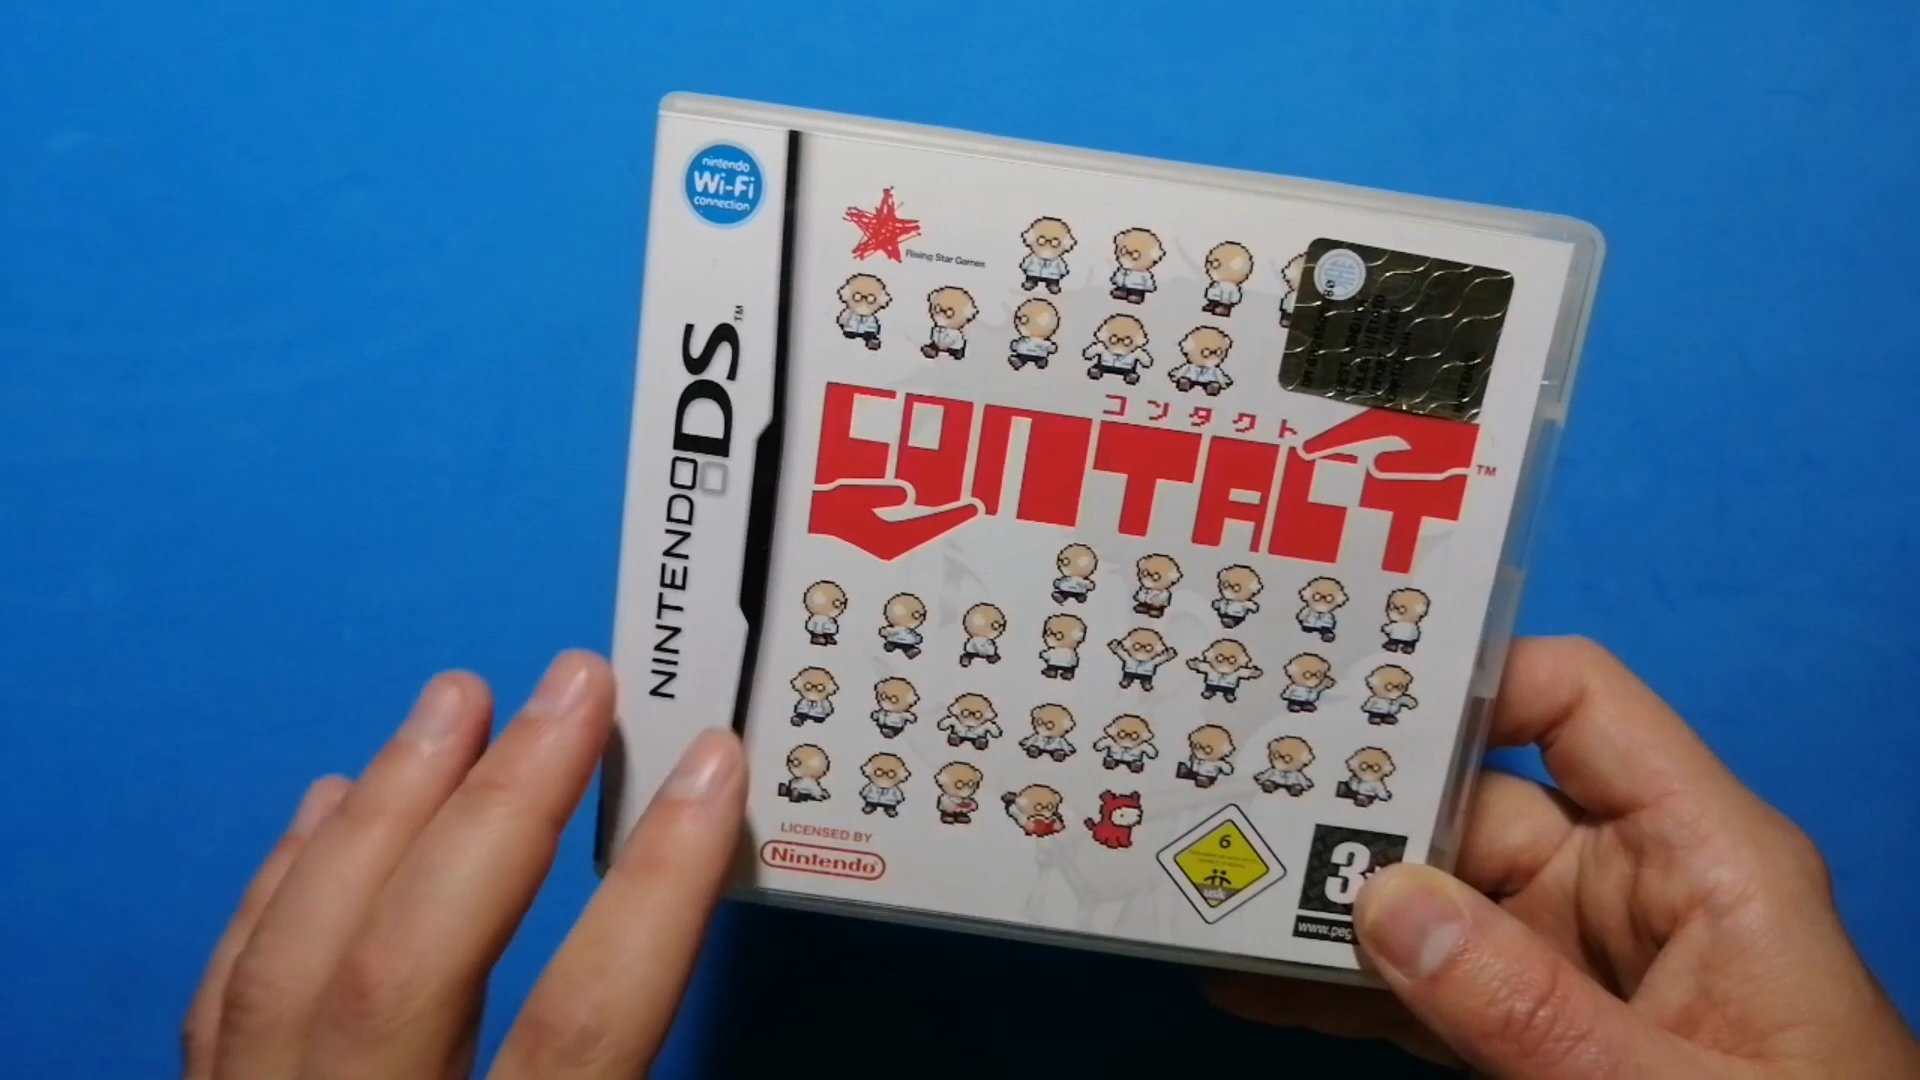 nintendo
Wi-Fi
connection
NINTENDO DS™
Rising Star Games
コンタクト
CONTACT™
LICENSED BY
Nintendo
6
usk
3+
www.peg